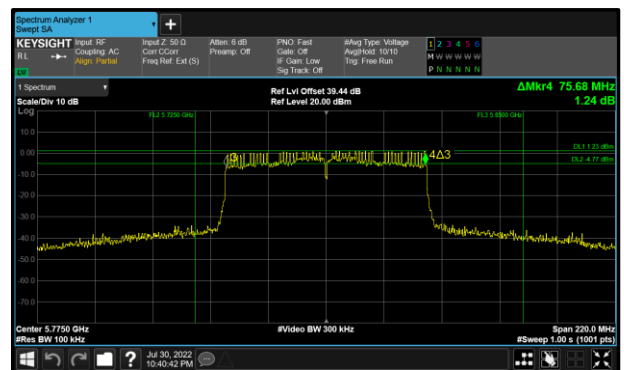 Spectrum Analyzer 1
Swept SA
+
KEYSIGHT Input: RF Input Z: 50 Ω Atten: 6 dB PNO: Fast #Avg Type: Voltage 1 2 3 4 5 6
RL Coupling: AC Corr CCorr Preamp: Off Gate: Off Avg|Hold: 10/10 M W W W W W
Align: Partial Freq Ref: Ext (S) IF Gain: Low Trig: Free Run
Sig Track: Off P N N N N N
1 Spectrum Ref Lvl Offset 39.44 dB ΔMkr4 75.68 MHz
Scale/Div 10 dB Ref Level 20.00 dBm 1.24 dB
Log FL2 5.7250 GHz FL3 5.8500 GHz
10.0
DL1 1.23 dBm
0.00
3 4Δ3
DL2 -4.77 dBm
-10.0
-20.0
-30.0
-40.0
-50.0
-60.0
-70.0
Center 5.7750 GHz #Video BW 300 kHz Span 220.0 MHz
#Res BW 100 kHz #Sweep 1.00 s (1001 pts)
? Jul 30, 2022
10:40:42 PM